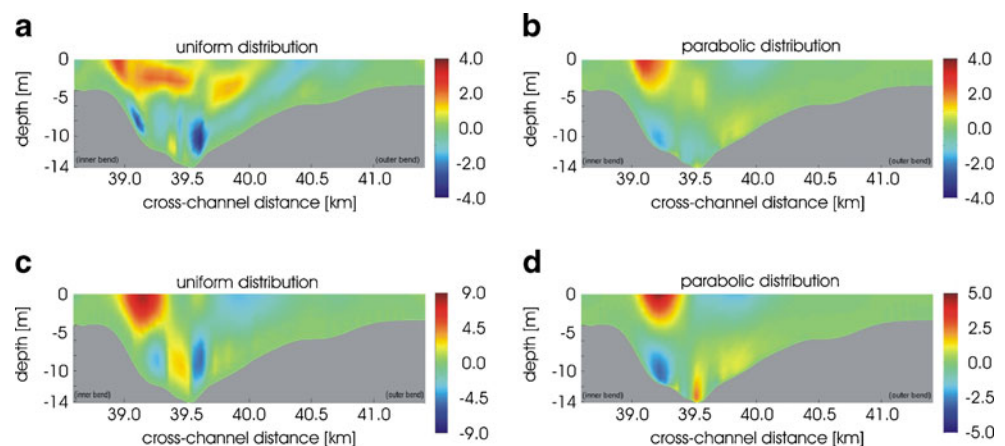 a
uniform distribution
depth [m]
0
-5
-10
-14
(inner bend)
(outer bend)
39.0 39.5 40.0 40.5 41.0
cross-channel distance [km]
4.0
2.0
0.0
-2.0
-4.0
b
parabolic distribution
depth [m]
0
-5
-10
-14
(inner bend)
(outer bend)
39.0 39.5 40.0 40.5 41.0
cross-channel distance [km]
4.0
2.0
0.0
-2.0
-4.0
c
uniform distribution
depth [m]
0
-5
-10
-14
(inner bend)
(outer bend)
39.0 39.5 40.0 40.5 41.0
cross-channel distance [km]
9.0
4.5
0.0
-4.5
-9.0
d
parabolic distribution
depth [m]
0
-5
-10
-14
(inner bend)
(outer bend)
39.0 39.5 40.0 40.5 41.0
cross-channel distance [km]
5.0
2.5
0.0
-2.5
-5.0